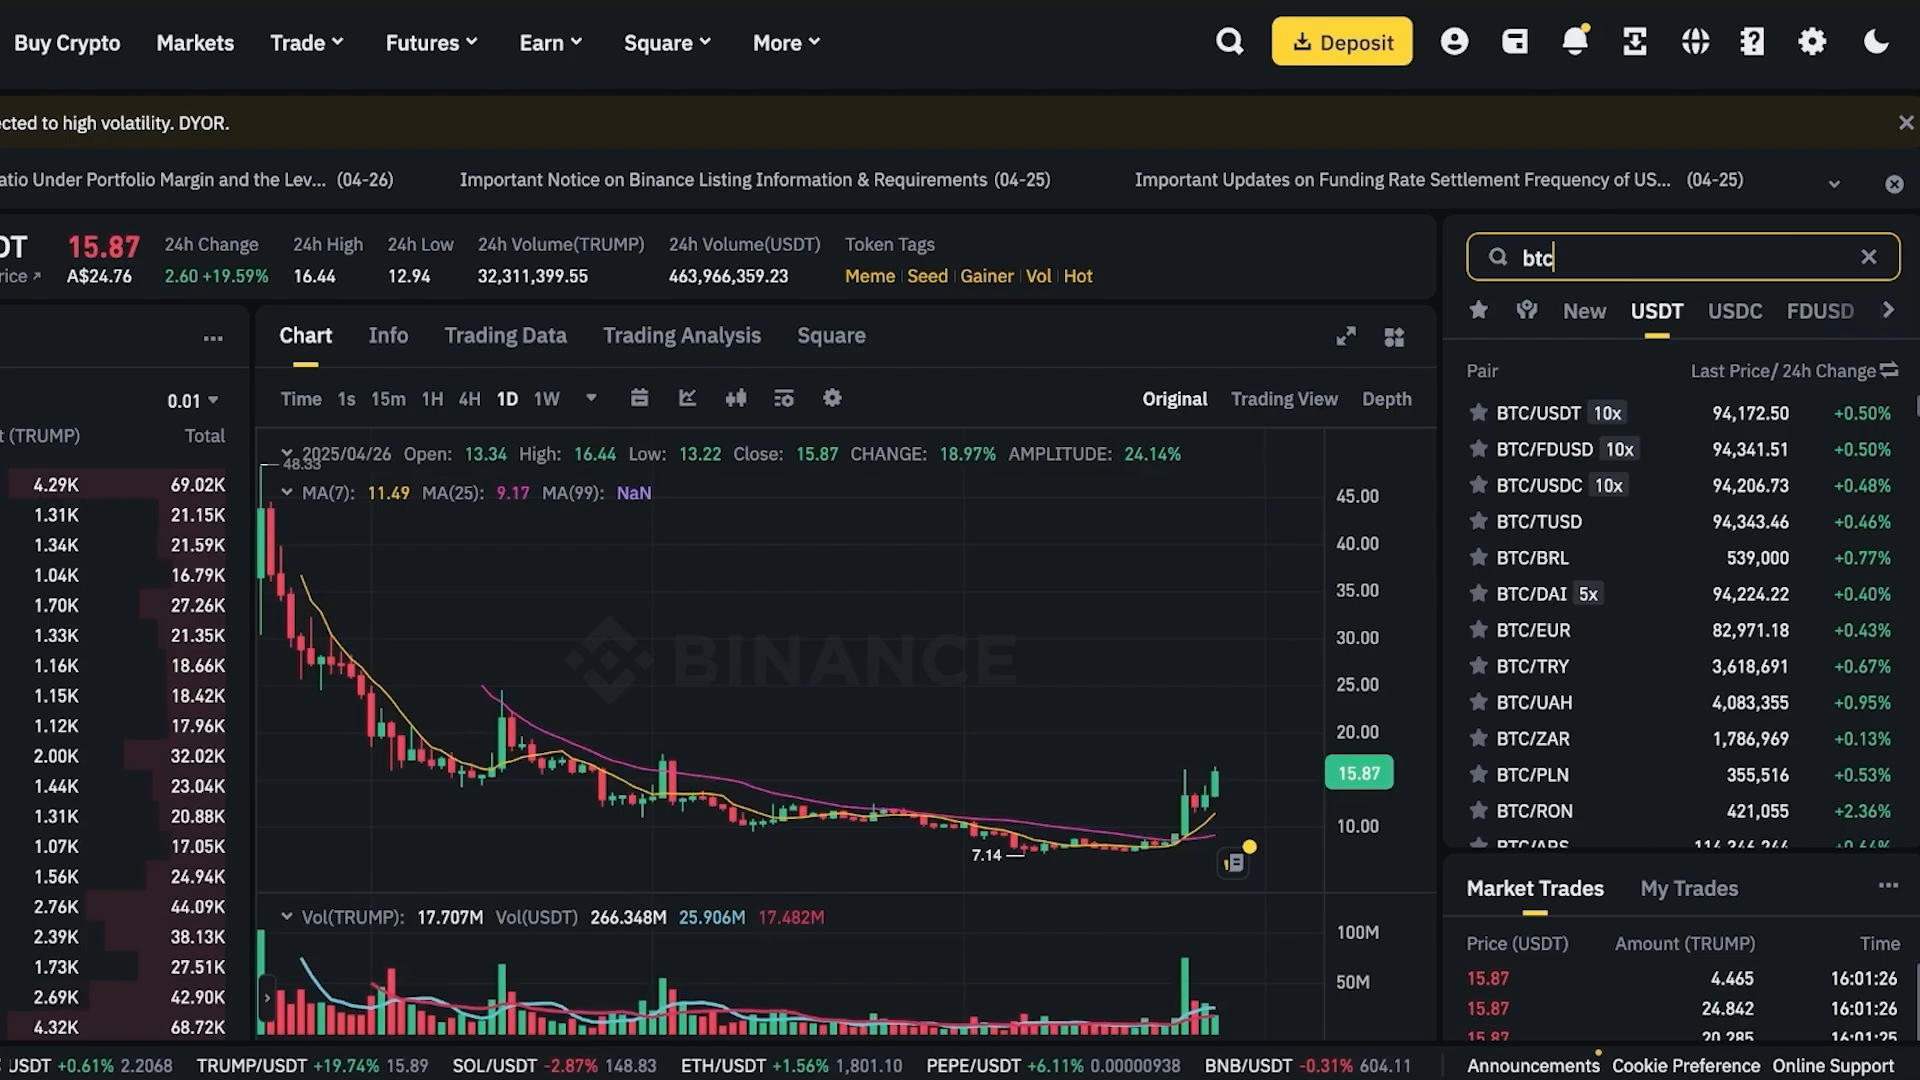 Buy Crypto Markets Trade Futures Earn Square More Deposit
ected to high volatility. DYOR.
atio Under Portfolio Margin and the Lev... (04-26) Important Notice on Binance Listing Information & Requirements (04-25) Important Updates on Funding Rate Settlement Frequency of US... (04-25)
DT 15.87 24h Change 24h High 24h Low 24h Volume(TRUMP) 24h Volume(USDT) Token Tags
rice A$24.76 2.60 +19.59% 16.44 12.94 32,311,399.55 463,966,359.23 Meme Seed Gainer Vol Hot
btc
New USDT USDC FDUSD
Pair Last Price/ 24h Change
BTC/USDT 10x 94,172.50 +0.50%
BTC/FDUSD 10x 94,341.51 +0.50%
BTC/USDC 10x 94,206.73 +0.48%
BTC/TUSD 94,343.46 +0.46%
BTC/BRL 539,000 +0.77%
BTC/DAI 5x 94,224.22 +0.40%
BTC/EUR 82,971.18 +0.43%
BTC/TRY 3,618,691 +0.67%
BTC/UAH 4,083,355 +0.95%
BTC/ZAR 1,786,969 +0.13%
BTC/PLN 355,516 +0.53%
BTC/RON 421,055 +2.36%
BTC/ARS
0.01
t (TRUMP) Total
4.29K 69.02K
1.31K 21.15K
1.34K 21.59K
1.04K 16.79K
1.70K 27.26K
1.33K 21.35K
1.16K 18.66K
1.15K 18.42K
1.12K 17.96K
2.00K 32.02K
1.44K 23.04K
1.31K 20.88K
1.07K 17.05K
1.56K 24.94K
2.76K 44.09K
2.39K 38.13K
1.73K 27.51K
2.69K 42.90K
4.32K 68.72K
Chart Info Trading Data Trading Analysis Square
Time 1s 15m 1H 4H 1D 1W Original Trading View Depth
2025/04/26 Open: 13.34 High: 16.44 Low: 13.22 Close: 15.87 CHANGE: 18.97% AMPLITUDE: 24.14%
48.33
MA(7): 11.49 MA(25): 9.17 MA(99): NaN
45.00
40.00
35.00
30.00
BINANCE
25.00
20.00
15.87
10.00
7.14
Vol(TRUMP): 17.707M Vol(USDT) 266.348M 25.906M 17.482M
100M
50M
Market Trades My Trades
Price (USDT) Amount (TRUMP) Time
15.87 4.465 16:01:26
15.87 24.842 16:01:26
15.87 20.285 16:01:25
USDT +0.61% 2.2068 TRUMP/USDT +19.74% 15.89 SOL/USDT -2.87% 148.83 ETH/USDT +1.56% 1,801.10 PEPE/USDT +6.11% 0.00000938 BNB/USDT -0.31% 604.11 Announcements Cookie Preference Online Support